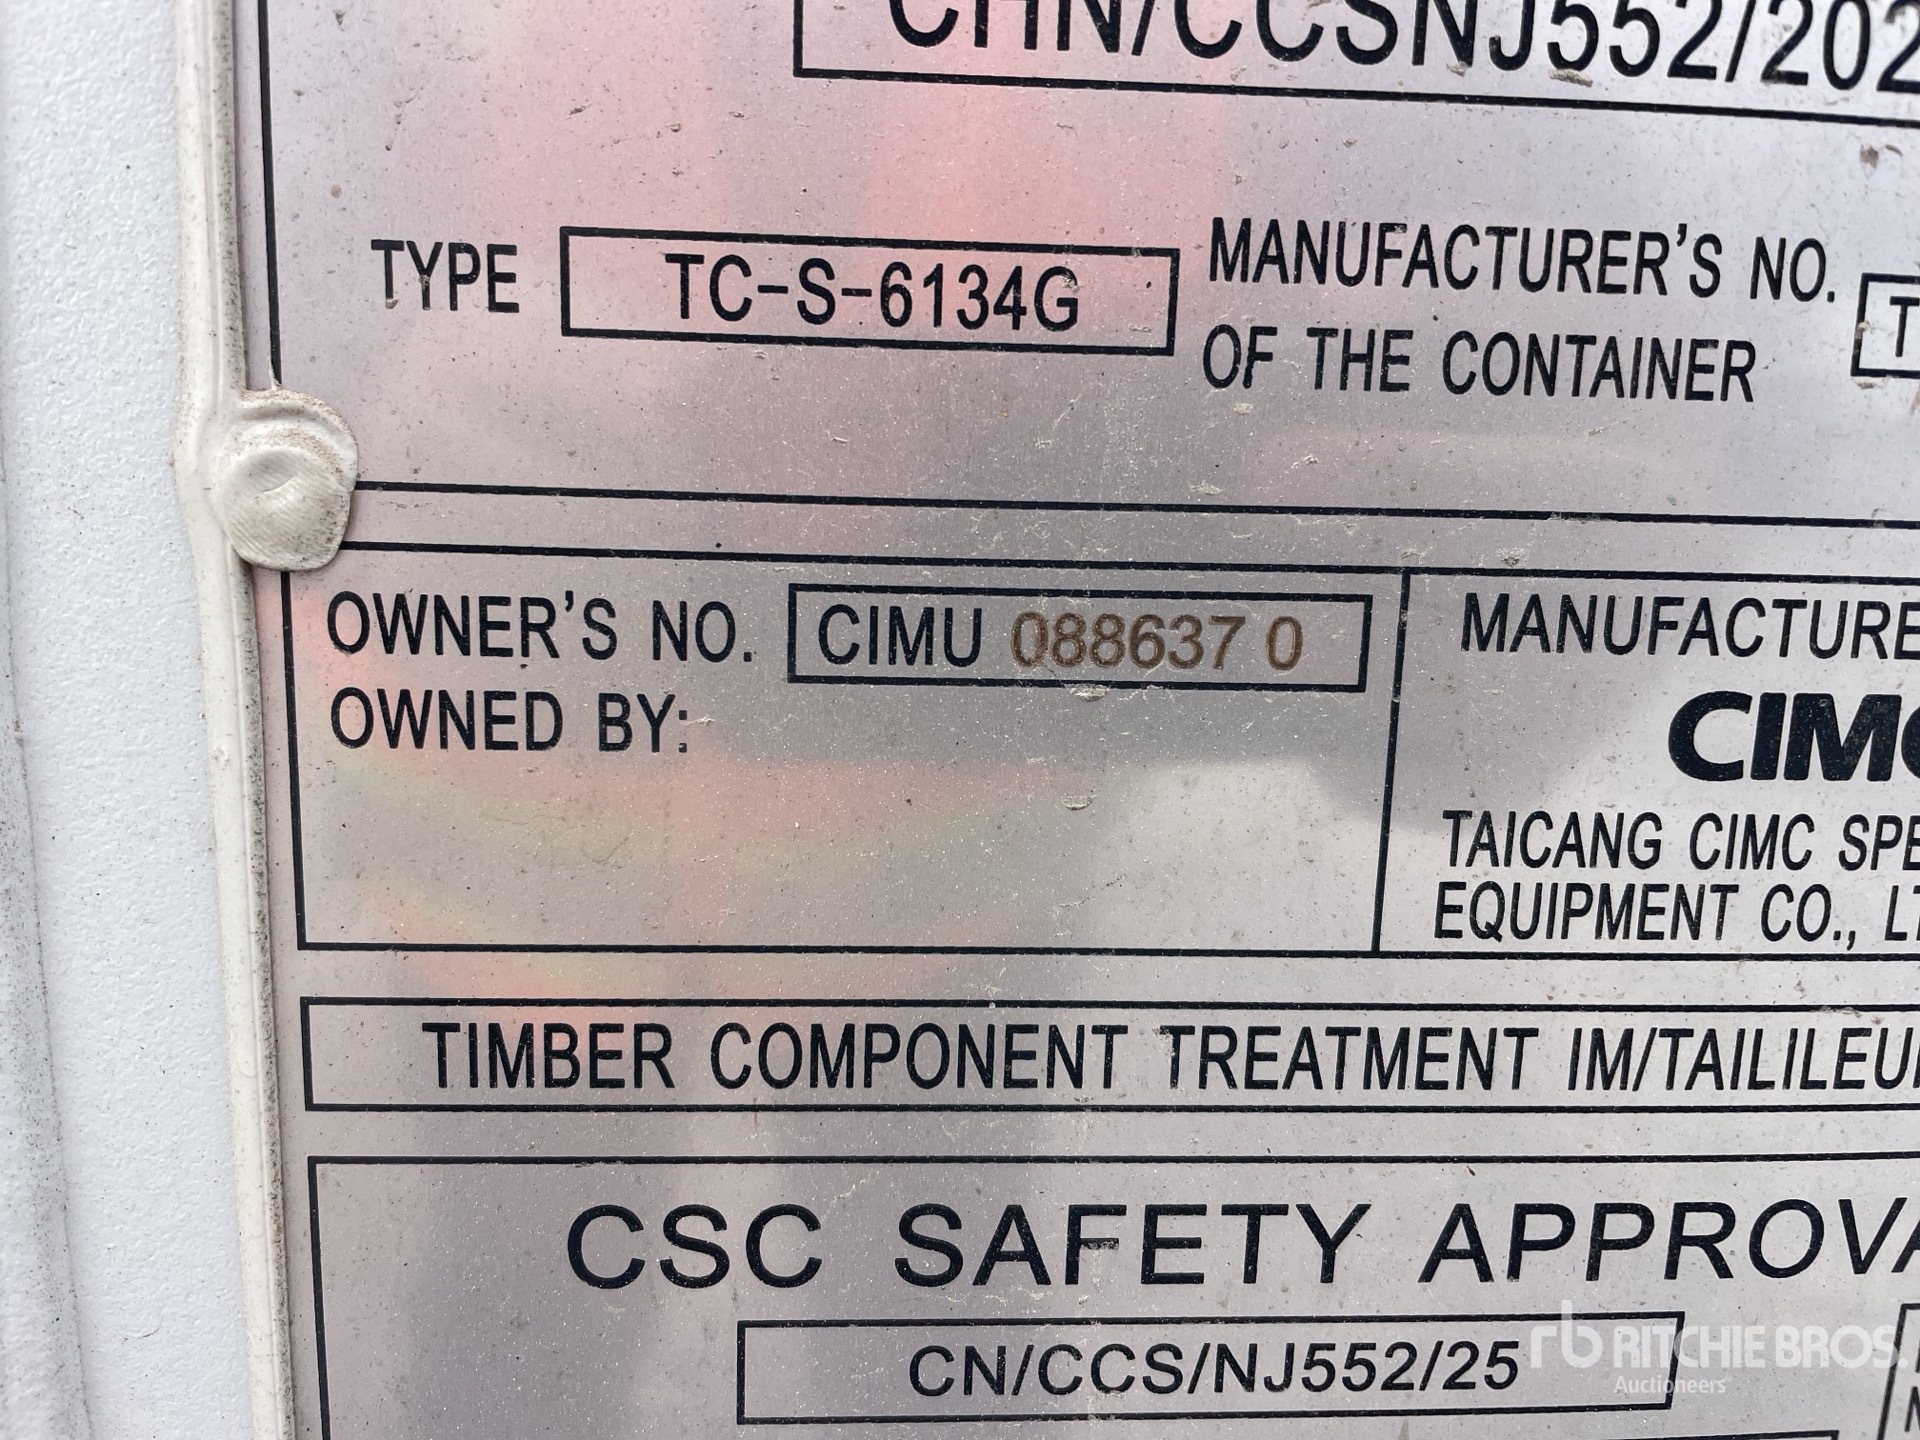 CHN/CCSNJ552/202
TYPE TC-S-6134G MANUFACTURER'S NO. OF THE CONTAINER T
OWNER'S NO. CIMU 088637 0
OWNED BY:
MANUFACTURE
CIMC
TAICANG CIMC SPE
EQUIPMENT CO., LT
TIMBER COMPONENT TREATMENT IM/TAILILEU
CSC SAFETY APPROVA
CN/CCS/NJ552/25
rb RITCHIE BROS.
Auctioneers